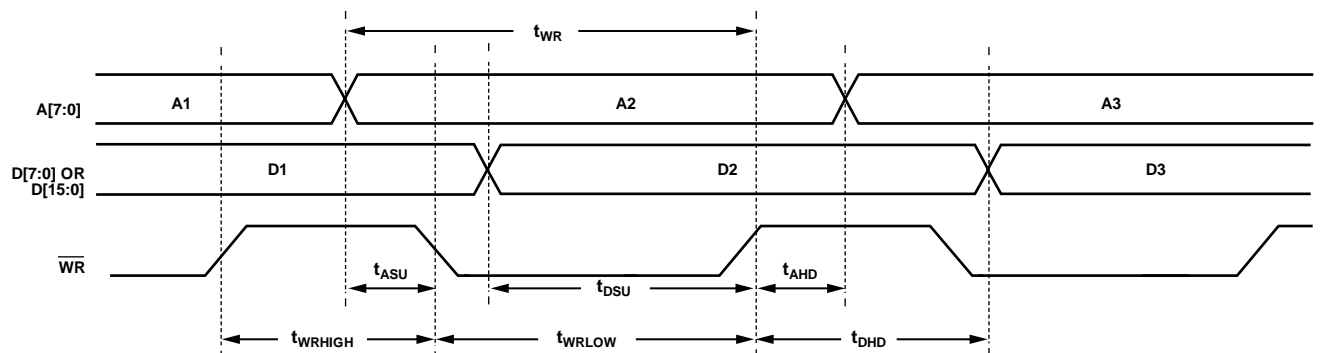 tWR
A[7:0]
A1
A2
A3
D[7:0] OR
D[15:0]
D1
D2
D3
WR
tASU
tDSU
tAHD
tWRHIGH
tWRLOW
tDHD